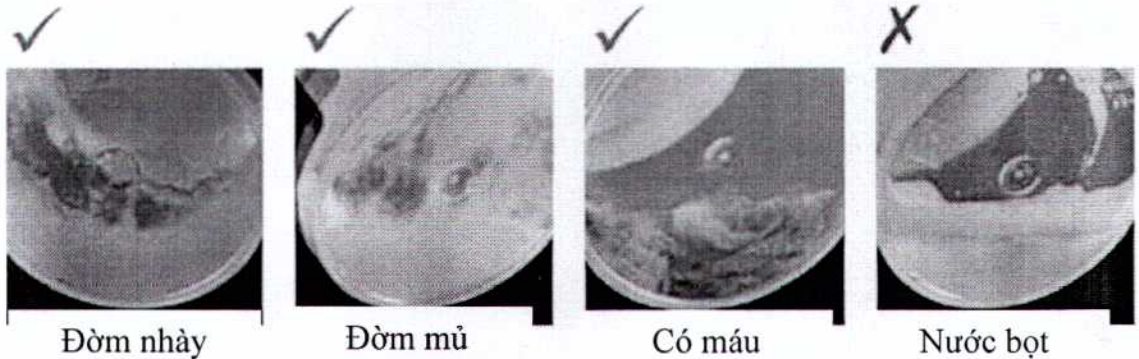 Đờm nhày
Đờm mủ
Có máu
Nước bọt